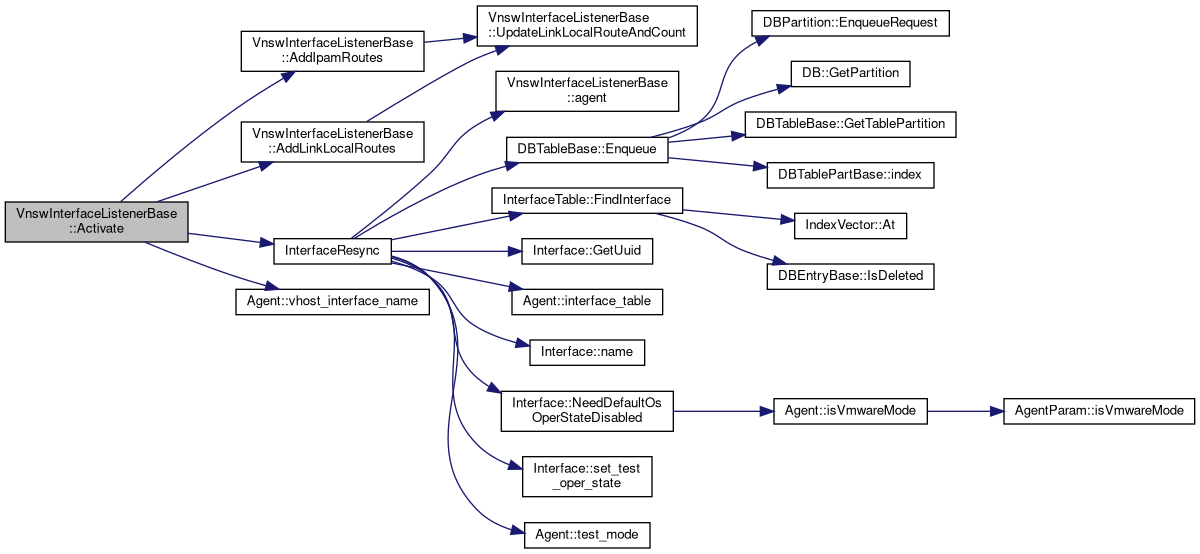 VnswInterfaceListenerBase
::Activate
VnswInterfaceListenerBase
::AddIpamRoutes
VnswInterfaceListenerBase
::UpdateLinkLocalRouteAndCount
VnswInterfaceListenerBase
::AddLinkLocalRoutes
InterfaceResync
VnswInterfaceListenerBase
::agent
DBTableBase::Enqueue
DBPartition::EnqueueRequest
DB::GetPartition
DBTableBase::GetTablePartition
DBTablePartBase::index
InterfaceTable::FindInterface
IndexVector::At
DBEntryBase::IsDeleted
Interface::GetUuid
Agent::interface_table
Interface::name
Interface::NeedDefaultOs
OperStateDisabled
Agent::isVmwareMode
AgentParam::isVmwareMode
Interface::set_test
_oper_state
Agent::test_mode
Agent::vhost_interface_name